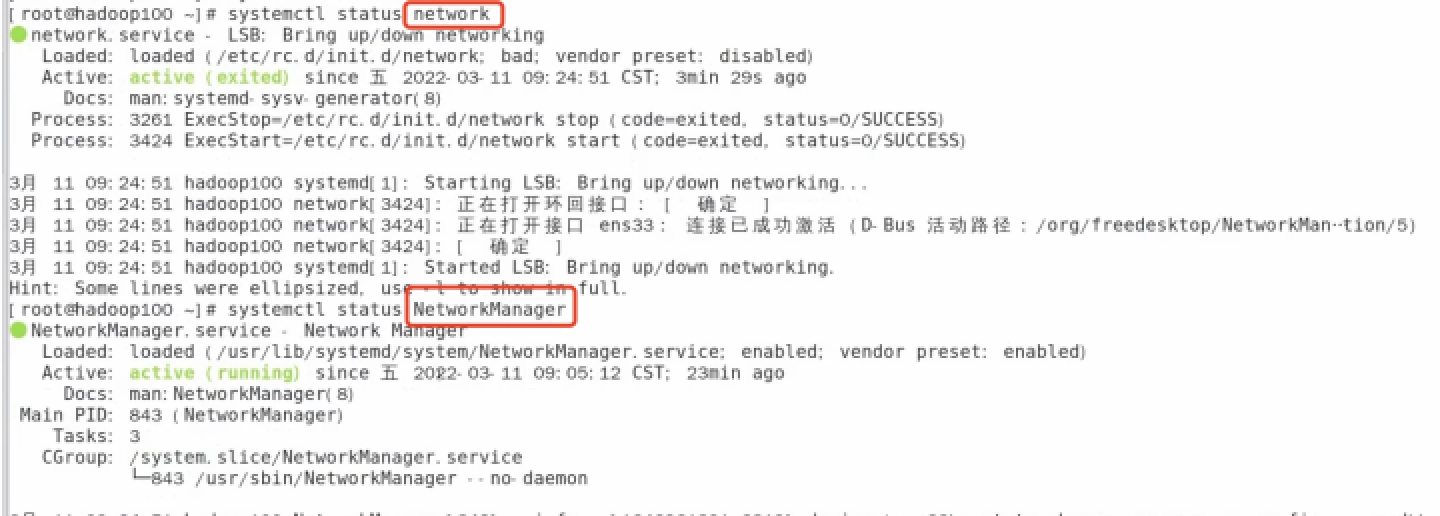 [root@hadoop100 ~]# systemctl status network
network.service - LSB: Bring up/down networking
Loaded: loaded (/etc/rc.d/init.d/network; bad; vendor preset: disabled)
Active: active (exited) since 五 2022-03-11 09:24:51 CST; 3min 29s ago
Docs: man:systemd-sysv-generator(8)
Process: 3261 ExecStop=/etc/rc.d/init.d/network stop (code=exited, status=0/SUCCESS)
Process: 3424 ExecStart=/etc/rc.d/init.d/network start (code=exited, status=0/SUCCESS)
3月 11 09:24:51 hadoop100 systemd[1]: Starting LSB: Bring up/down networking...
3月 11 09:24:51 hadoop100 network[3424]: 正在打开环回接口: [ 确定 ]
3月 11 09:24:51 hadoop100 network[3424]: 正在打开接口 ens33: 连接已成功激活 (D-Bus 活动路径: /org/freedesktop/NetworkMan--tion/5)
3月 11 09:24:51 hadoop100 network[3424]: [ 确定 ]
3月 11 09:24:51 hadoop100 systemd[1]: Started LSB: Bring up/down networking.
Hint: Some lines were ellipsized, use -l to show in full.
[root@hadoop100 ~]# systemctl status NetworkManager
NetworkManager.service - Network Manager
Loaded: loaded (/usr/lib/systemd/system/NetworkManager.service; enabled; vendor preset: enabled)
Active: active (running) since 五 2022-03-11 09:05:12 CST; 23min ago
Docs: man:NetworkManager(8)
Main PID: 843 (NetworkManager)
Tasks: 3
CGroup: /system.slice/NetworkManager.service
└─843 /usr/sbin/NetworkManager --no-daemon